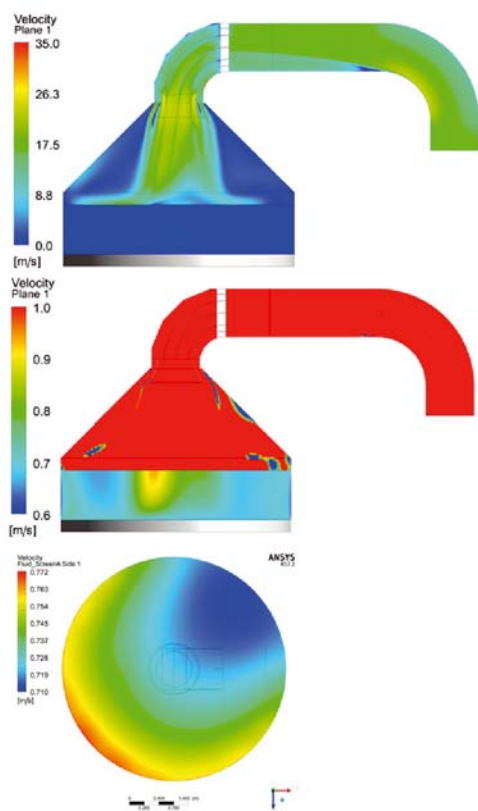 Velocity
Plane 1
35.0
26.3
17.5
8.8
0.0
[m/s]
Velocity
Plane 1
1.0
0.9
0.8
0.7
0.6
[m/s]
Velocity
ANSYS
0.772
0.763
0.754
0.745
0.737
0.728
0.719
0.710
[m/s]